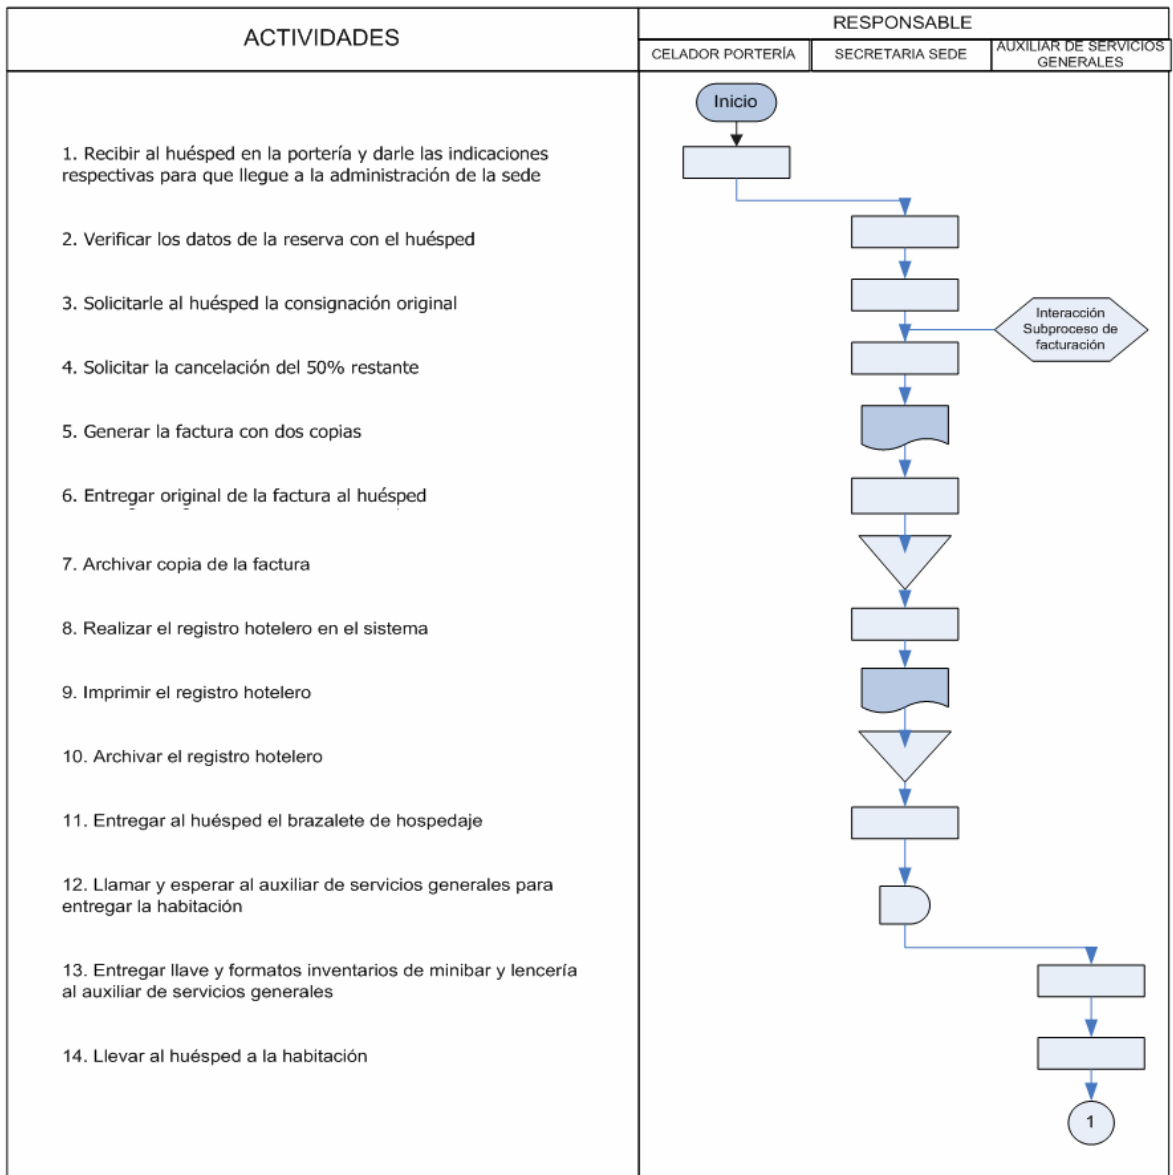 ACTIVIDADES
RESPONSABLE
CELADOR PORTERÍA
SECRETARIA SEDE
AUXILIAR DE SERVICIOS
GENERALES
Inicio
1. Recibir al huésped en la portería y darle las indicaciones
respectivas para que llegue a la administración de la sede
2. Verificar los datos de la reserva con el huésped
3. Solicitarle al huésped la consignación original
Interacción
Subproceso de
facturación
4. Solicitar la cancelación del 50% restante
5. Generar la factura con dos copias
6. Entregar original de la factura al huésped
7. Archivar copia de la factura
8. Realizar el registro hotelero en el sistema
9. Imprimir el registro hotelero
10. Archivar el registro hotelero
11. Entregar al huésped el brazalete de hospedaje
12. Llamar y esperar al auxiliar de servicios generales para
entregar la habitación
13. Entregar llave y formatos inventarios de minibar y lencería
al auxiliar de servicios generales
14. Llevar al huésped a la habitación
1